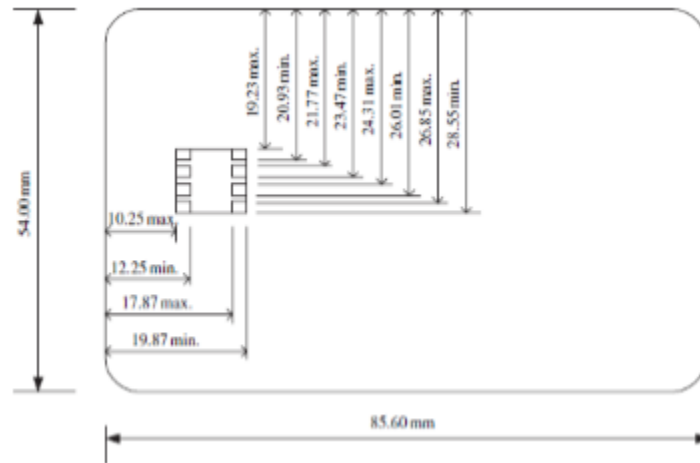 19.23 max.
20.93 min.
21.77 max.
23.47 min.
24.31 max.
26.01 min.
26.85 max.
28.55 min.
54.00 mm
10.25 max.
12.25 min.
17.87 max.
19.87 min.
85.60 mm